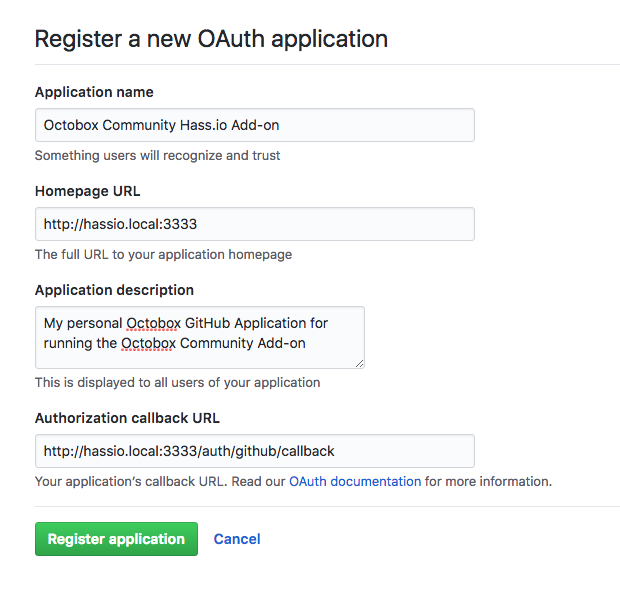 Register a new OAuth application
Application name
Octobox Community Hass.io Add-on
Something users will recognize and trust
Homepage URL
http://hassio.local:3333
The full URL to your application homepage
Application description
My personal Octobox GitHub Application for
running the Octobox Community Add-on
This is displayed to all users of your application
Authorization callback URL
http://hassio.local:3333/auth/github/callback
Your application’s callback URL. Read our OAuth documentation for more information.
Register application Cancel